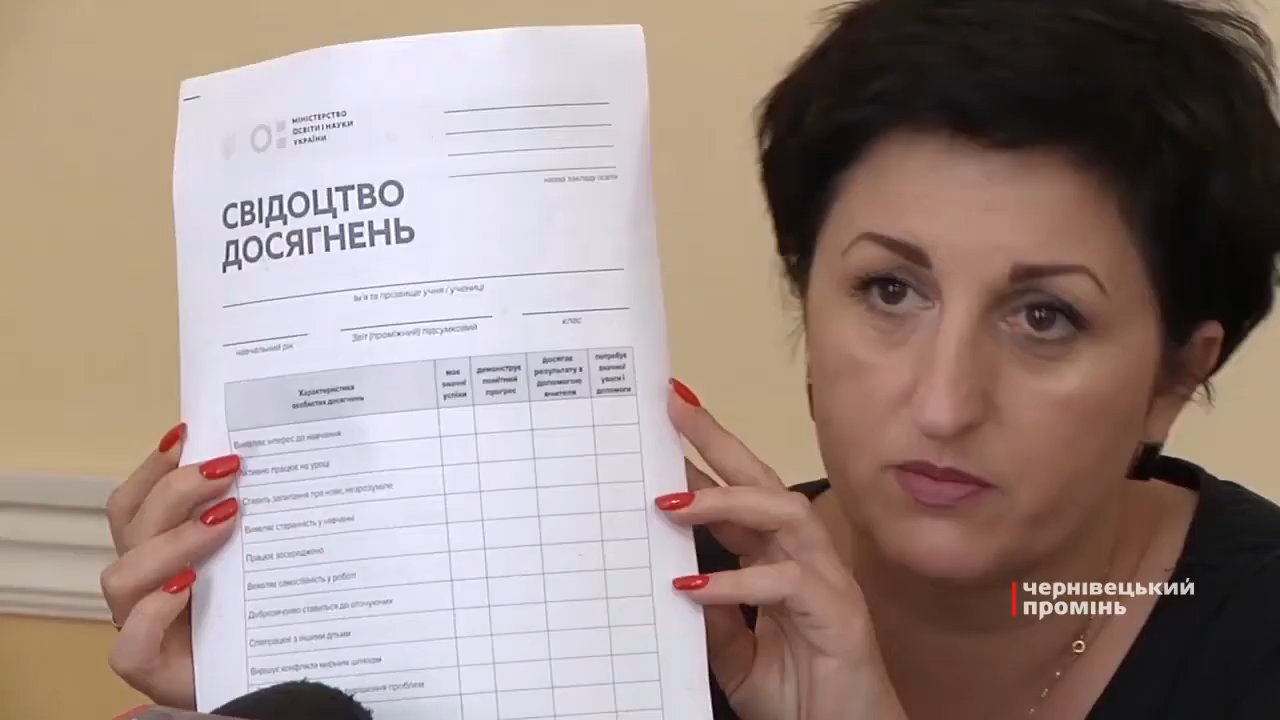 МІНІСТЕРСТВО
ОСВІТИ І НАУКИ
УКРАЇНИ
назва закладу освіти
СВІДОЦТВО
ДОСЯГНЕНЬ
Ім'я та прізвище учня / учениці
навчальний рік
Звіт (проміжний) підсумковий
клас
Характеристика
особистих досягнень
має
значні
успіхи
демонструє
помітний
прогрес
досягає
результату з
допомогою
вчителя
потребує
значної
уваги і
допомоги
Виявляє інтерес до навчання
Активно працює на уроці
Ставить запитання про нове, незрозуміле
Виявляє старанність у навчанні
Працює зосереджено
Виявляє самостійність у роботі
Доброзичливо ставиться до оточуючих
Співпрацює з іншими дітьми
Вирішує конфлікти мирним шляхом
вирішення проблем
ЧЕРНІВЕЦЬКИЙ
ПРОМІНЬ